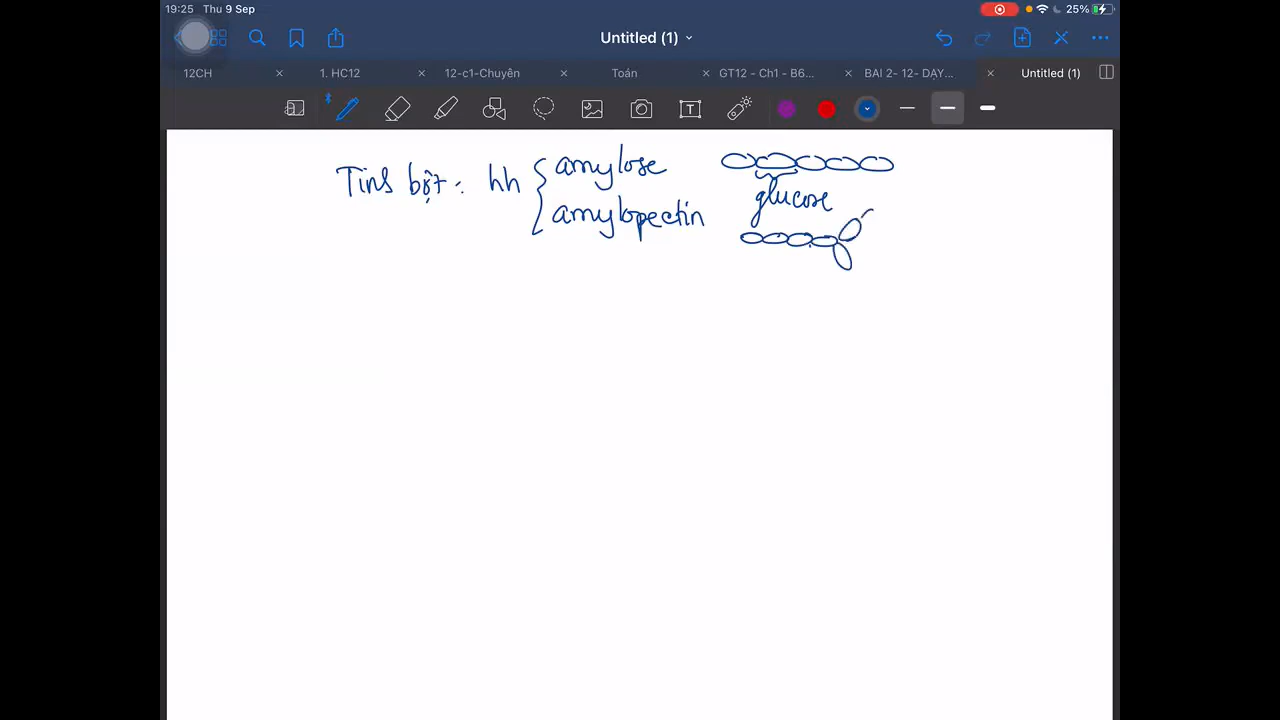 19:25 Thu 9 Sep 25%
Untitled (1)
12CH 1. HC12 12-c1-Chuyên Toán GT12 - Ch1 - B6... BAI 2- 12- DẠY... Untitled (1)
T
Tinh bột: hh { amylose
amylopectin
glucose